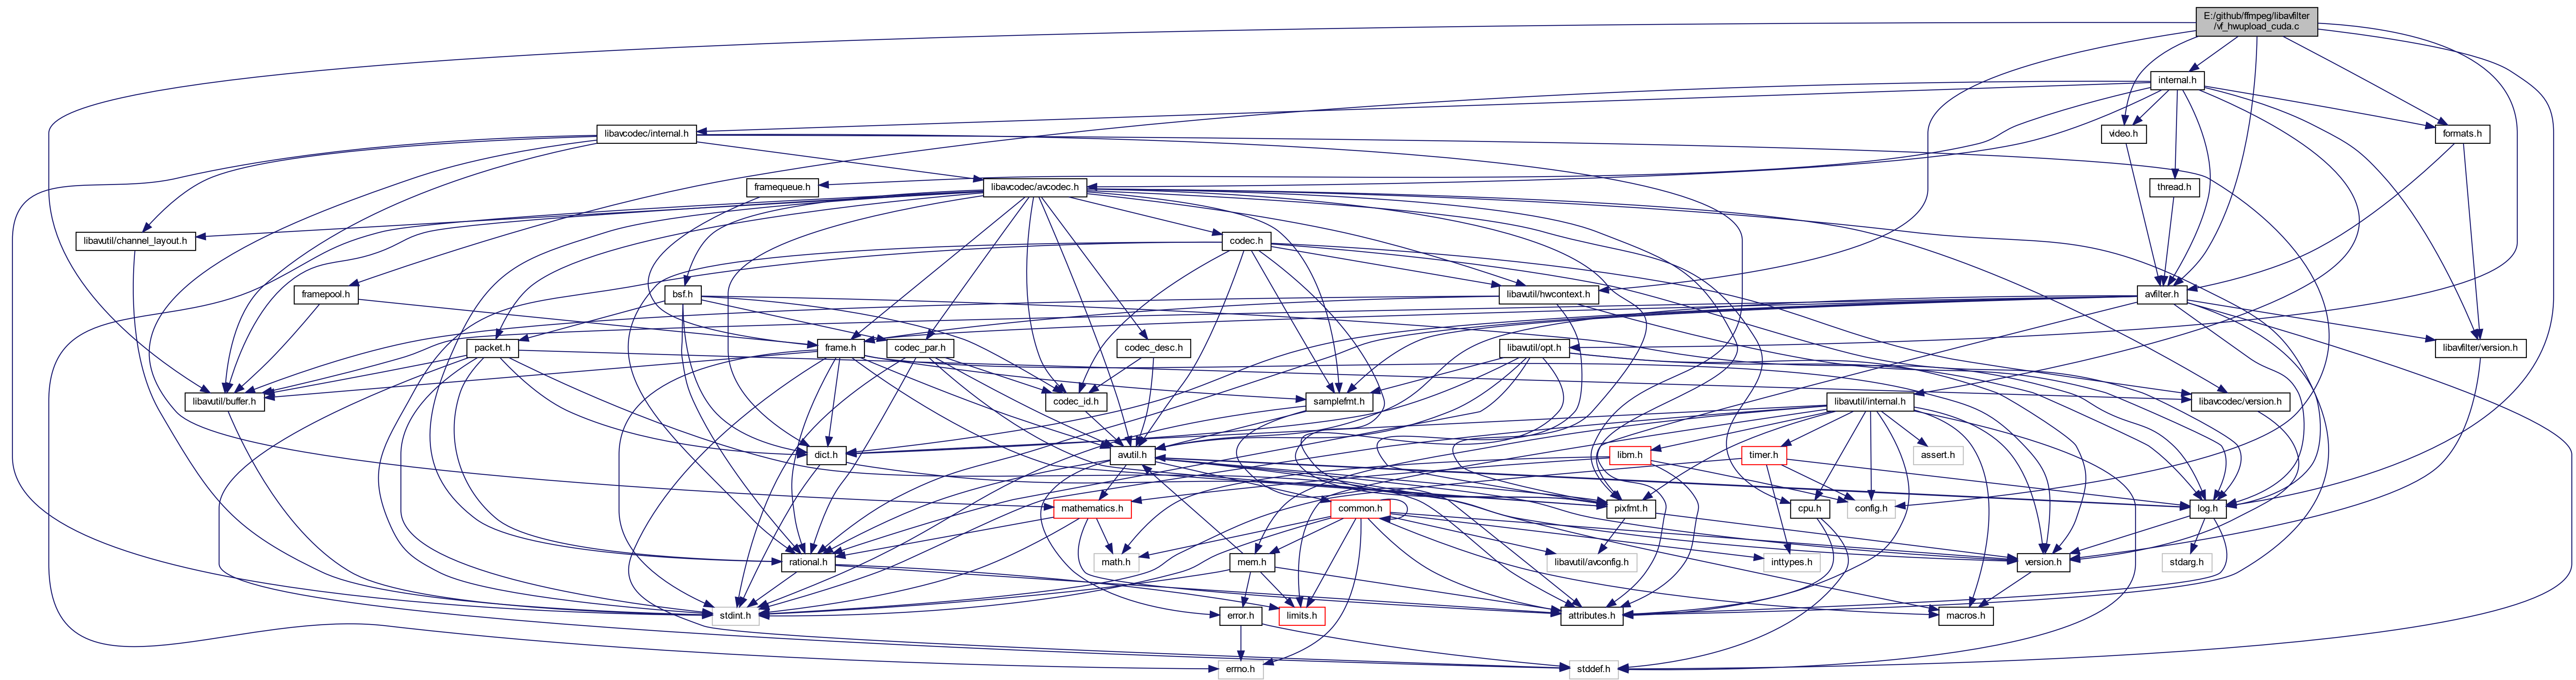 E:/github/ffmpeg/libavfilter
/vf_hwupload_cuda.c
internal.h
libavcodec/internal.h
video.h
formats.h
framequeue.h
libavcodec/avcodec.h
thread.h
libavutil/channel_layout.h
codec.h
framepool.h
bsf.h
libavutil/hwcontext.h
avfilter.h
packet.h
frame.h
codec_par.h
codec_desc.h
libavutil/opt.h
libavfilter/version.h
libavutil/buffer.h
codec_id.h
samplefmt.h
libavutil/internal.h
libavcodec/version.h
dict.h
avutil.h
libm.h
timer.h
assert.h
mathematics.h
common.h
pixfmt.h
cpu.h
config.h
log.h
rational.h
math.h
mem.h
libavutil/avconfig.h
inttypes.h
version.h
stdarg.h
stdint.h
error.h
limits.h
attributes.h
macros.h
errno.h
stddef.h